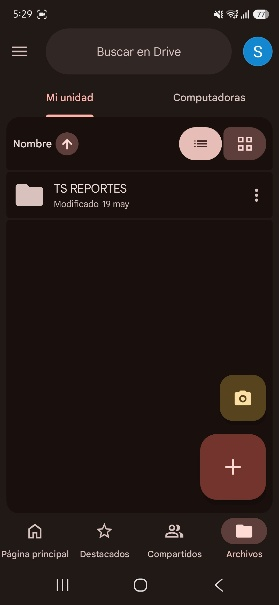 5:29
77
Buscar en Drive
S
Mi unidad
Computadoras
Nombre
TS REPORTES
Modificado 19 may
Página principal
Destacados
Compartidos
Archivos